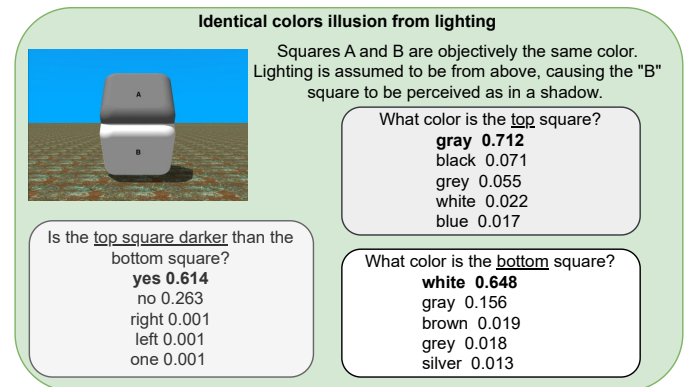 Identical colors illusion from lighting
Squares A and B are objectively the same color.
Lighting is assumed to be from above, causing the "B"
square to be perceived as in a shadow.
A
B
What color is the top square?
gray 0.712
black 0.071
grey 0.055
white 0.022
blue 0.017
Is the top square darker than the
bottom square?
yes 0.614
no 0.263
right 0.001
left 0.001
one 0.001
What color is the bottom square?
white 0.648
gray 0.156
brown 0.019
grey 0.018
silver 0.013